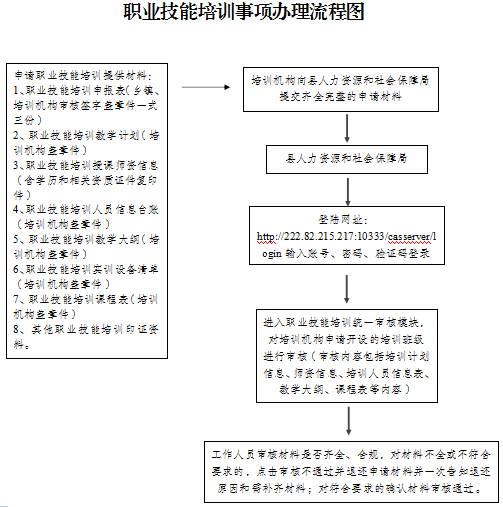 职业技能培训事项办理流程图
申请职业技能培训提供材料：
1、职业技能培训申报表（乡镇、
培训机构审核签字签章件一式
三份）
2、职业技能培训教学计划（培
训机构签章件）
3、职业技能培训授课师资信息
（含学历和相关资质证件复印
件）
4、职业技能培训人员信息台账
（培训机构签章件）
5、职业技能培训教学大纲（培
训机构签章件）
6、职业技能培训实训设备清单
（培训机构签章件）
7、职业技能培训课程表（培训
机构签章件）
8、其他职业技能培训印证资
料。
培训机构向县人力资源和社会保障局
提交齐全完整的申请材料
县人力资源和社会保障局
登陆网址：
http://222.82.215.217:10333/casserver/l
ogin 输入账号、密码、验证码登录
进入职业技能培训统一审核模块，
对培训机构申请开设的培训班级
进行审核（审核内容包括培训计划
信息、师资信息、培训人员信息表、
教学大纲、课程表等内容）
工作人员审核材料是否齐全、合规，对材料不全或不符合
要求的，点击审核不通过并退还申请材料并一次告知退还
原因和需补齐材料；对符合要求的确认材料审核通过。